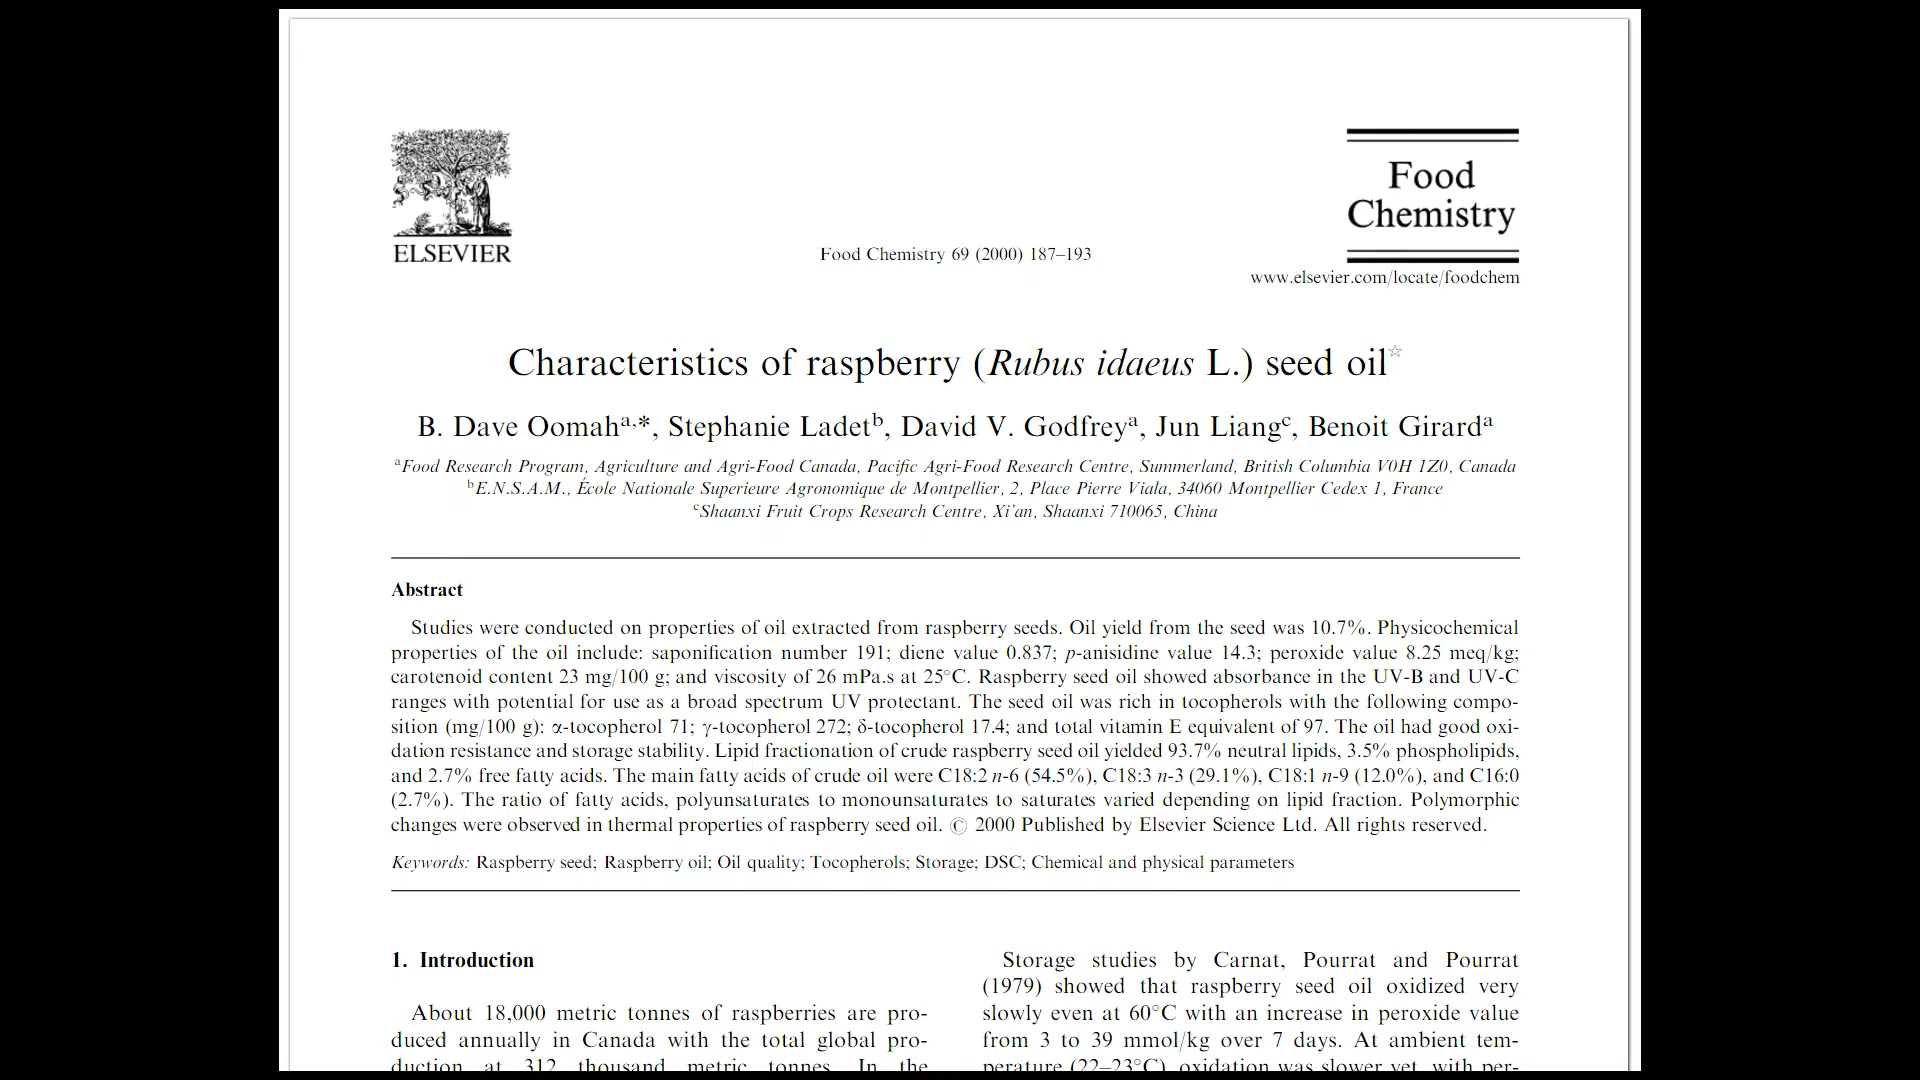 ELSEVIER
Food Chemistry 69 (2000) 187–193
Food
Chemistry
www.elsevier.com/locate/foodchem
Characteristics of raspberry (Rubus idaeus L.) seed oil☆
B. Dave Oomahᵃ,*, Stephanie Ladetᵇ, David V. Godfreyᵃ, Jun Liangᶜ, Benoit Girardᵃ
ᵃFood Research Program, Agriculture and Agri-Food Canada, Pacific Agri-Food Research Centre, Summerland, British Columbia V0H 1Z0, Canada
ᵇE.N.S.A.M., École Nationale Superieure Agronomique de Montpellier, 2, Place Pierre Viala, 34060 Montpellier Cedex 1, France
ᶜShaanxi Fruit Crops Research Centre, Xi'an, Shaanxi 710065, China
Abstract
Studies were conducted on properties of oil extracted from raspberry seeds. Oil yield from the seed was 10.7%. Physicochemical
properties of the oil include: saponification number 191; diene value 0.837; p-anisidine value 14.3; peroxide value 8.25 meq/kg;
carotenoid content 23 mg/100 g; and viscosity of 26 mPa.s at 25°C. Raspberry seed oil showed absorbance in the UV-B and UV-C
ranges with potential for use as a broad spectrum UV protectant. The seed oil was rich in tocopherols with the following compo-
sition (mg/100 g): α-tocopherol 71; γ-tocopherol 272; δ-tocopherol 17.4; and total vitamin E equivalent of 97. The oil had good oxi-
dation resistance and storage stability. Lipid fractionation of crude raspberry seed oil yielded 93.7% neutral lipids, 3.5% phospholipids,
and 2.7% free fatty acids. The main fatty acids of crude oil were C18:2 n-6 (54.5%), C18:3 n-3 (29.1%), C18:1 n-9 (12.0%), and C16:0
(2.7%). The ratio of fatty acids, polyunsaturates to monounsaturates to saturates varied depending on lipid fraction. Polymorphic
changes were observed in thermal properties of raspberry seed oil. © 2000 Published by Elsevier Science Ltd. All rights reserved.
Keywords: Raspberry seed; Raspberry oil; Oil quality; Tocopherols; Storage; DSC; Chemical and physical parameters
1. Introduction
About 18,000 metric tonnes of raspberries are pro-
duced annually in Canada with the total global pro-
duction at 312 thousand metric tonnes. In the
Storage studies by Carnat, Pourrat and Pourrat
(1979) showed that raspberry seed oil oxidized very
slowly even at 60°C with an increase in peroxide value
from 3 to 39 mmol/kg over 7 days. At ambient tem-
perature (22–23°C), oxidation was slower yet, with per-